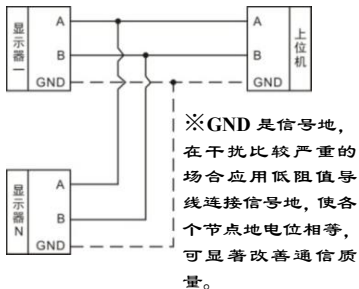 显示器一
A
B
GND
A
B
GND
上位机
※GND 是信号地，
在干扰比较严重的
场合应用低阻值导
线连接信号地，使各
个节点地电位相等，
可显著改善通信质
量。
显示器N
A
B
GND